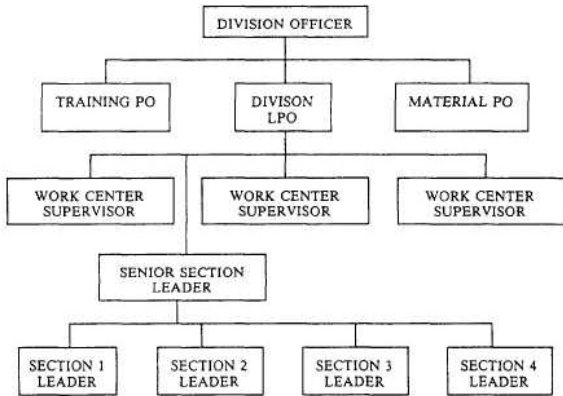 DIVISION OFFICER
TRAINING PO
DIVISON
LPO
MATERIAL PO
WORK CENTER
SUPERVISOR
WORK CENTER
SUPERVISOR
WORK CENTER
SUPERVISOR
SENIOR SECTION
LEADER
SECTION 1
LEADER
SECTION 2
LEADER
SECTION 3
LEADER
SECTION 4
LEADER